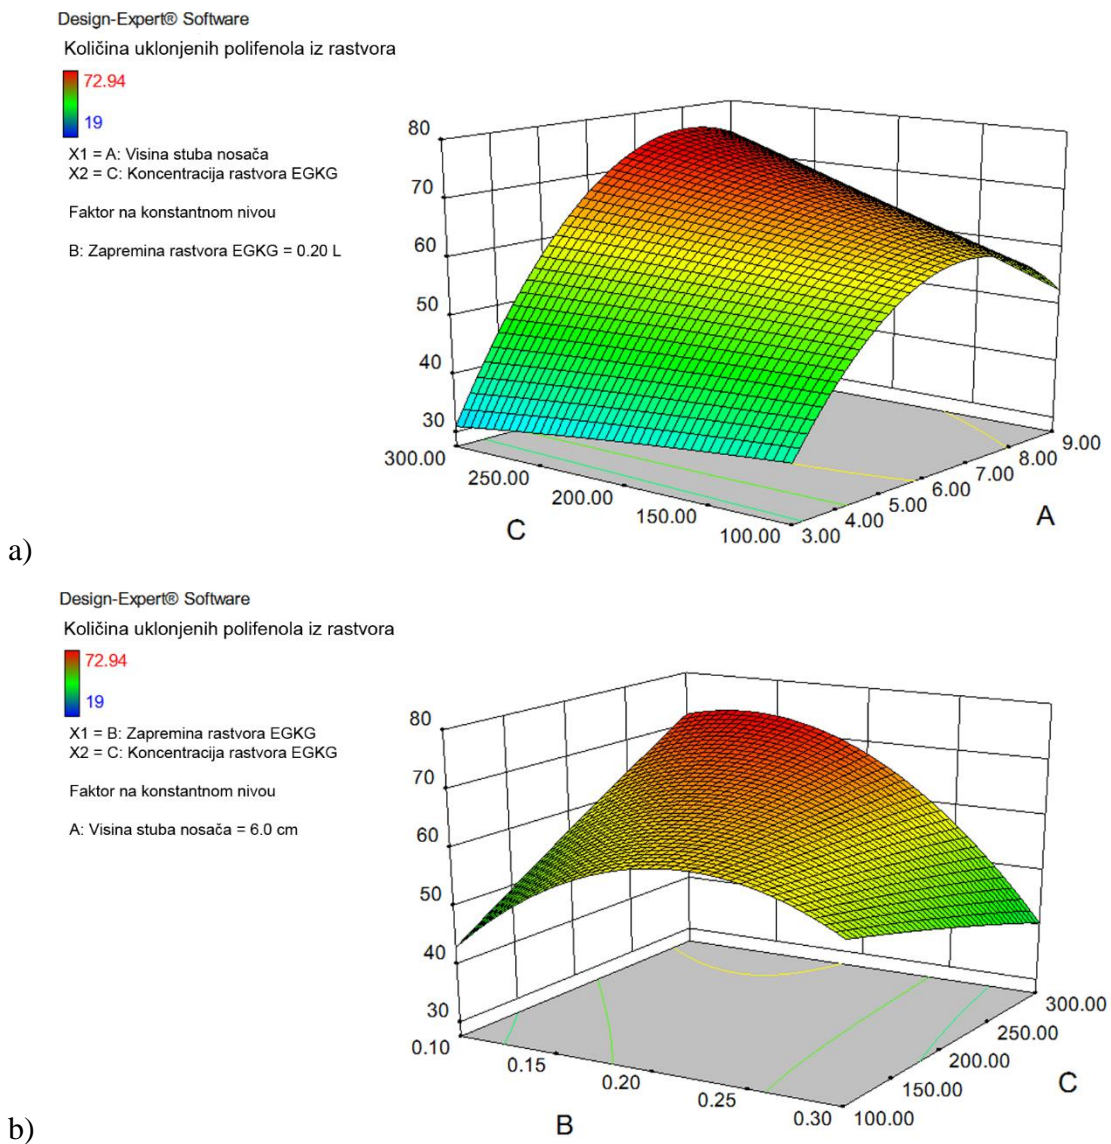 Design-Expert® Software
Količina uklonjenih polifenola iz rastvora
72.94
19
X1 = A: Visina stuba nosača
X2 = C: Koncentracija rastvora EGKG
Faktor na konstantnom nivou
B: Zapremina rastvora EGKG = 0.20 L
80
70
60
50
40
30
300.00
250.00
200.00
150.00
100.00
C
3.00
4.00
5.00
6.00
7.00
8.00
9.00
A
a)
Design-Expert® Software
Količina uklonjenih polifenola iz rastvora
72.94
19
X1 = B: Zapremina rastvora EGKG
X2 = C: Koncentracija rastvora EGKG
Faktor na konstantnom nivou
A: Visina stuba nosača = 6.0 cm
80
70
60
50
40
30
0.10
0.15
0.20
0.25
0.30
B
100.00
150.00
200.00
250.00
300.00
C
b)